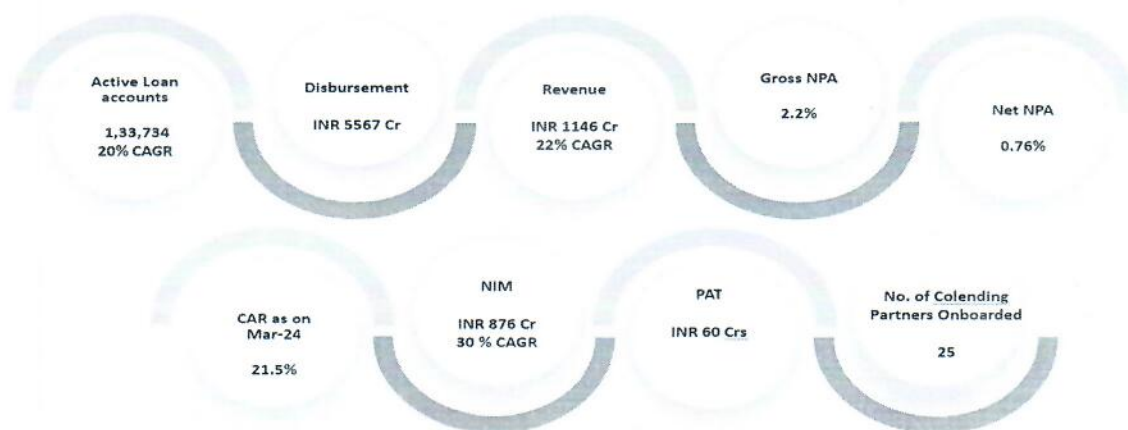 Active Loan
accounts
1,33,734
20% CAGR
Disbursement
INR 5567 Cr
Revenue
INR 1146 Cr
22% CAGR
Gross NPA
2.2%
Net NPA
0.76%
CAR as on
Mar-24
21.5%
NIM
INR 876 Cr
30 % CAGR
PAT
INR 60 Crs
No. of Colending
Partners Onboarded
25